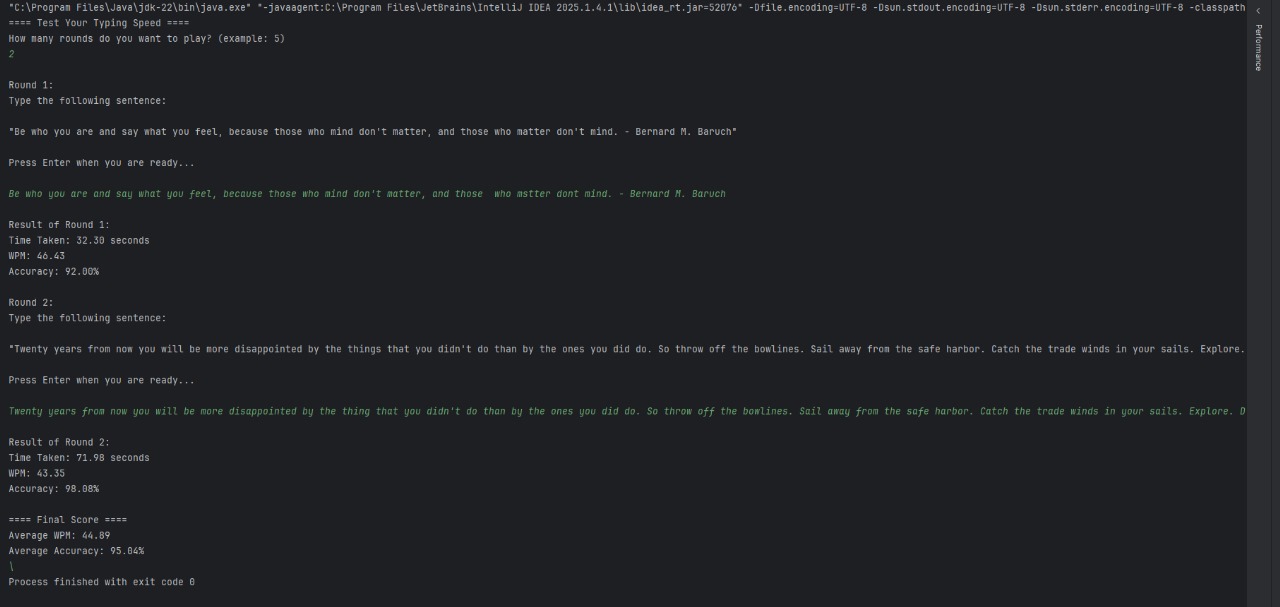 "C:\Program Files\Java\jdk-22\bin\java.exe" "-javaagent:C:\Program Files\JetBrains\IntelliJ IDEA 2025.1.4.1\lib\idea_rt.jar=52076" -Dfile.encoding=UTF-8 -Dsun.stdout.encoding=UTF-8 -Dsun.stderr.encoding=UTF-8 -classpath
==== Test Your Typing Speed ====
How many rounds do you want to play? (example: 5)
2
Round 1:
Type the following sentence:
"Be who you are and say what you feel, because those who mind don't matter, and those who matter don't mind. - Bernard M. Baruch"
Press Enter when you are ready...
Be who you are and say what you feel, because those who mind don't matter, and those  who mstter dont mind. - Bernard M. Baruch
Result of Round 1:
Time Taken: 32.30 seconds
WPM: 46.43
Accuracy: 92.00%
Round 2:
Type the following sentence:
"Twenty years from now you will be more disappointed by the things that you didn't do than by the ones you did do. So throw off the bowlines. Sail away from the safe harbor. Catch the trade winds in your sails. Explore.
Press Enter when you are ready...
Twenty years from now you will be more disappointed by the thing that you didn't do than by the ones you did do. So throw off the bowlines. Sail away from the safe harbor. Catch the trade winds in your sails. Explore. D
Result of Round 2:
Time Taken: 71.98 seconds
WPM: 43.35
Accuracy: 98.08%
==== Final Score ====
Average WPM: 44.89
Average Accuracy: 95.04%
\
Process finished with exit code 0
Performance